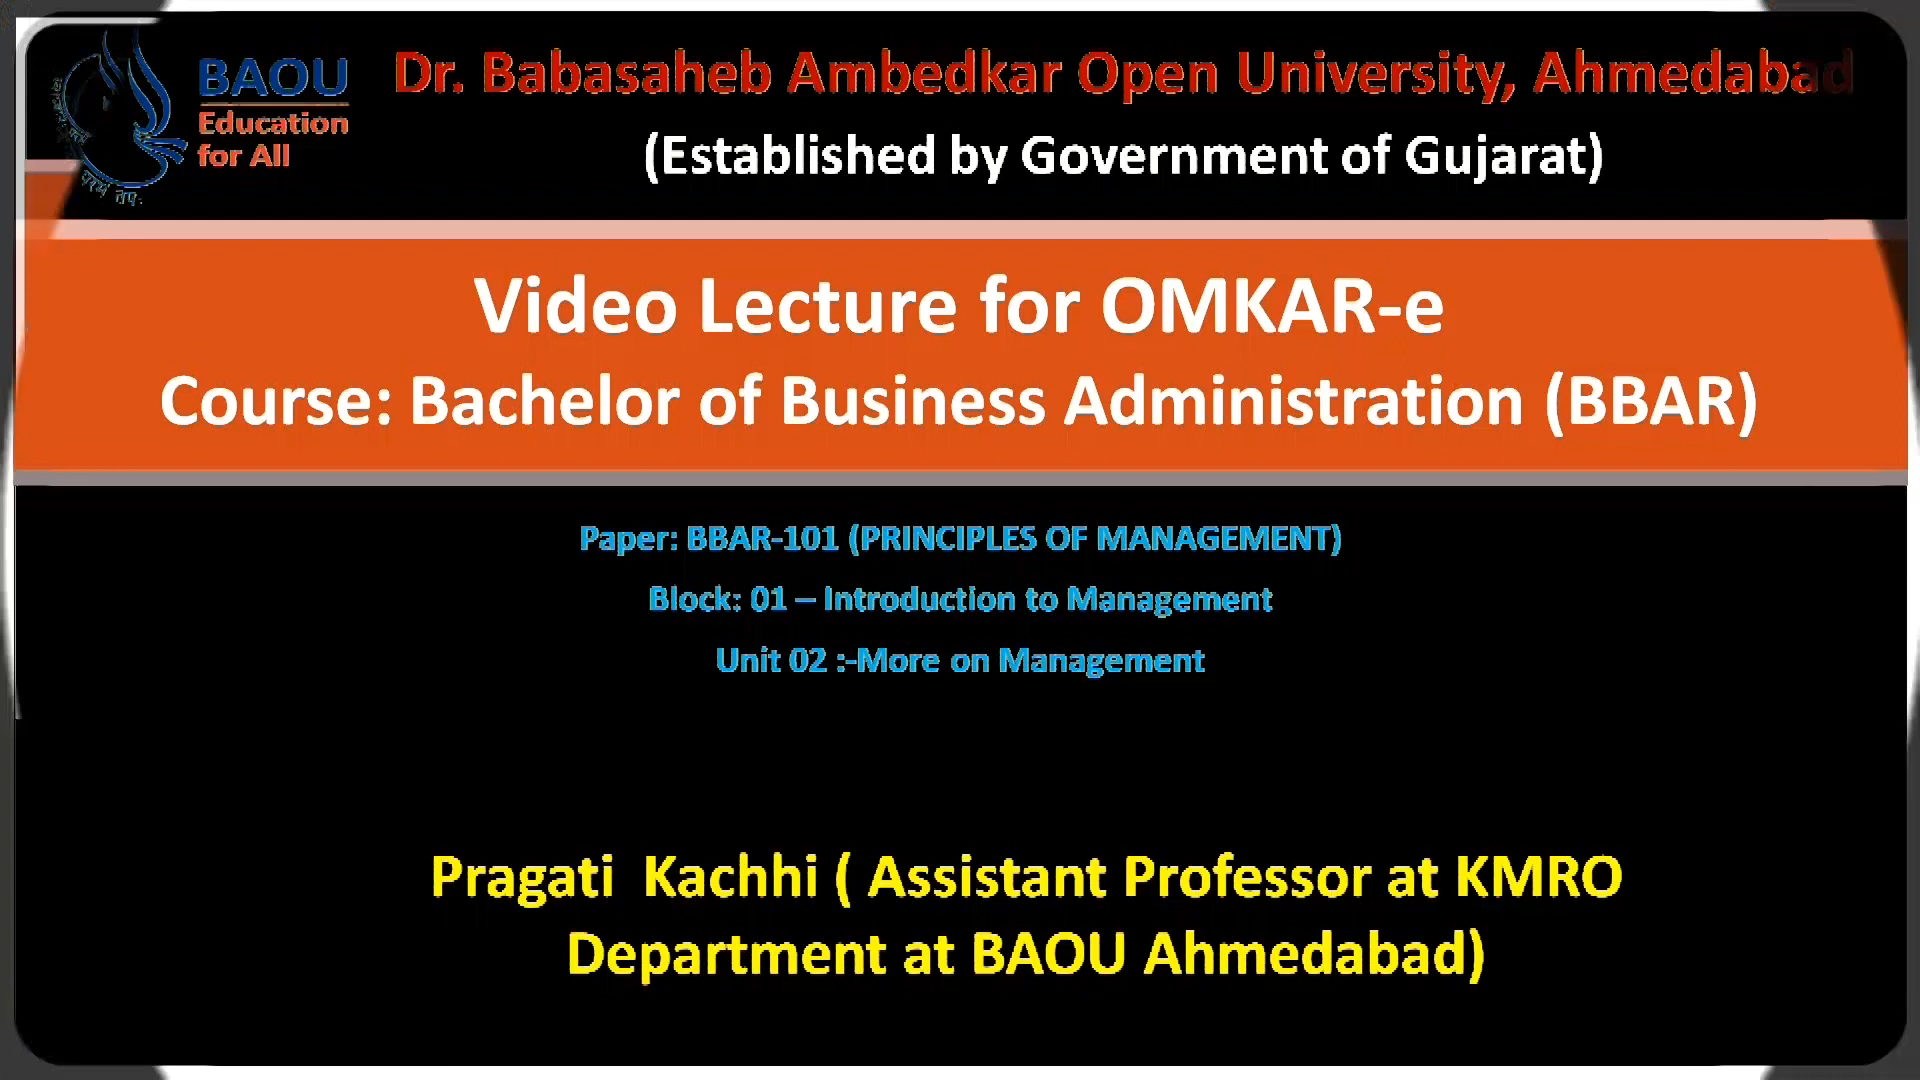 BAOU
Education
for All
परमं तपः
Dr. Babasaheb Ambedkar Open University, Ahmedabad
(Established by Government of Gujarat)
Video Lecture for OMKAR-e
Course: Bachelor of Business Administration (BBAR)
Paper: BBAR-101 (PRINCIPLES OF MANAGEMENT)
Block: 01 – Introduction to Management
Unit 02 :-More on Management
Pragati Kachhi ( Assistant Professor at KMRO
Department at BAOU Ahmedabad)